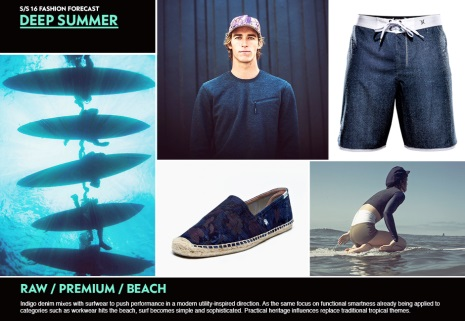 S/S 16 FASHION FORECAST
DEEP SUMMER
RAW / PREMIUM / BEACH
Indigo denim mixes with surfwear to push performance in a modern utility-inspired direction. As the same focus on functional smartness already being applied to
categories such as workwear hits the beach, surf becomes simple and sophisticated. Practical heritage influences replace traditional tropical themes.